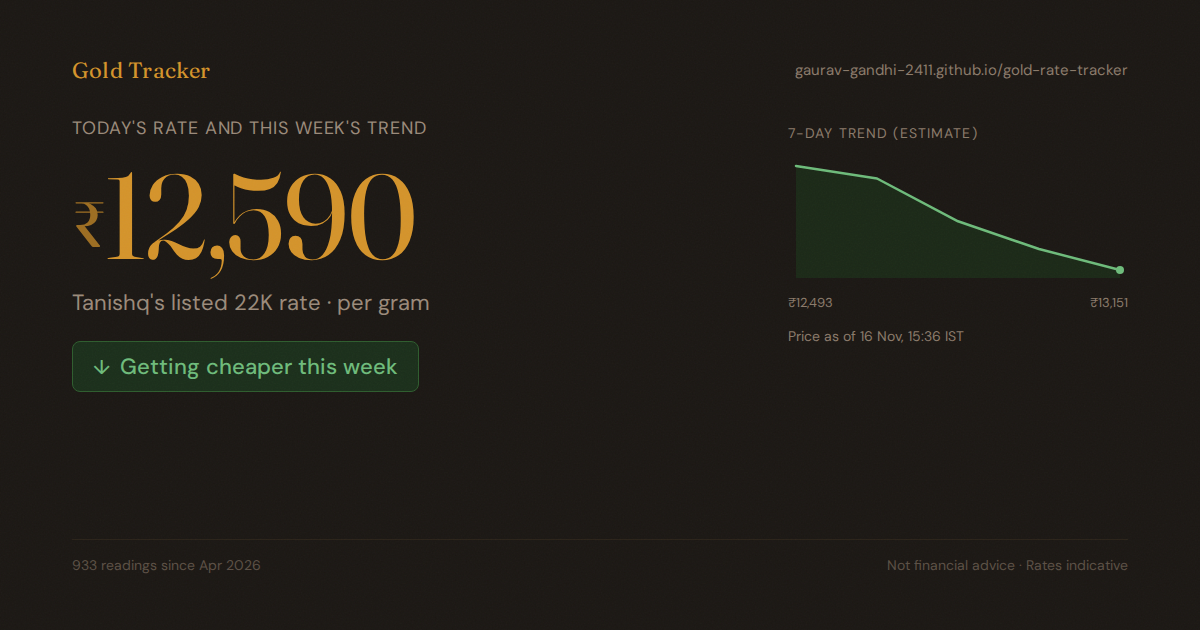 Gold Tracker
gaurav-gandhi-2411.github.io/gold-rate-tracker
TODAY'S RATE AND THIS WEEK'S TREND
₹12,590
Tanishq's listed 22K rate · per gram
↓ Getting cheaper this week
7-DAY TREND (ESTIMATE)
₹12,493 ₹13,151
Price as of 16 Nov, 15:36 IST
933 readings since Apr 2026
Not financial advice · Rates indicative